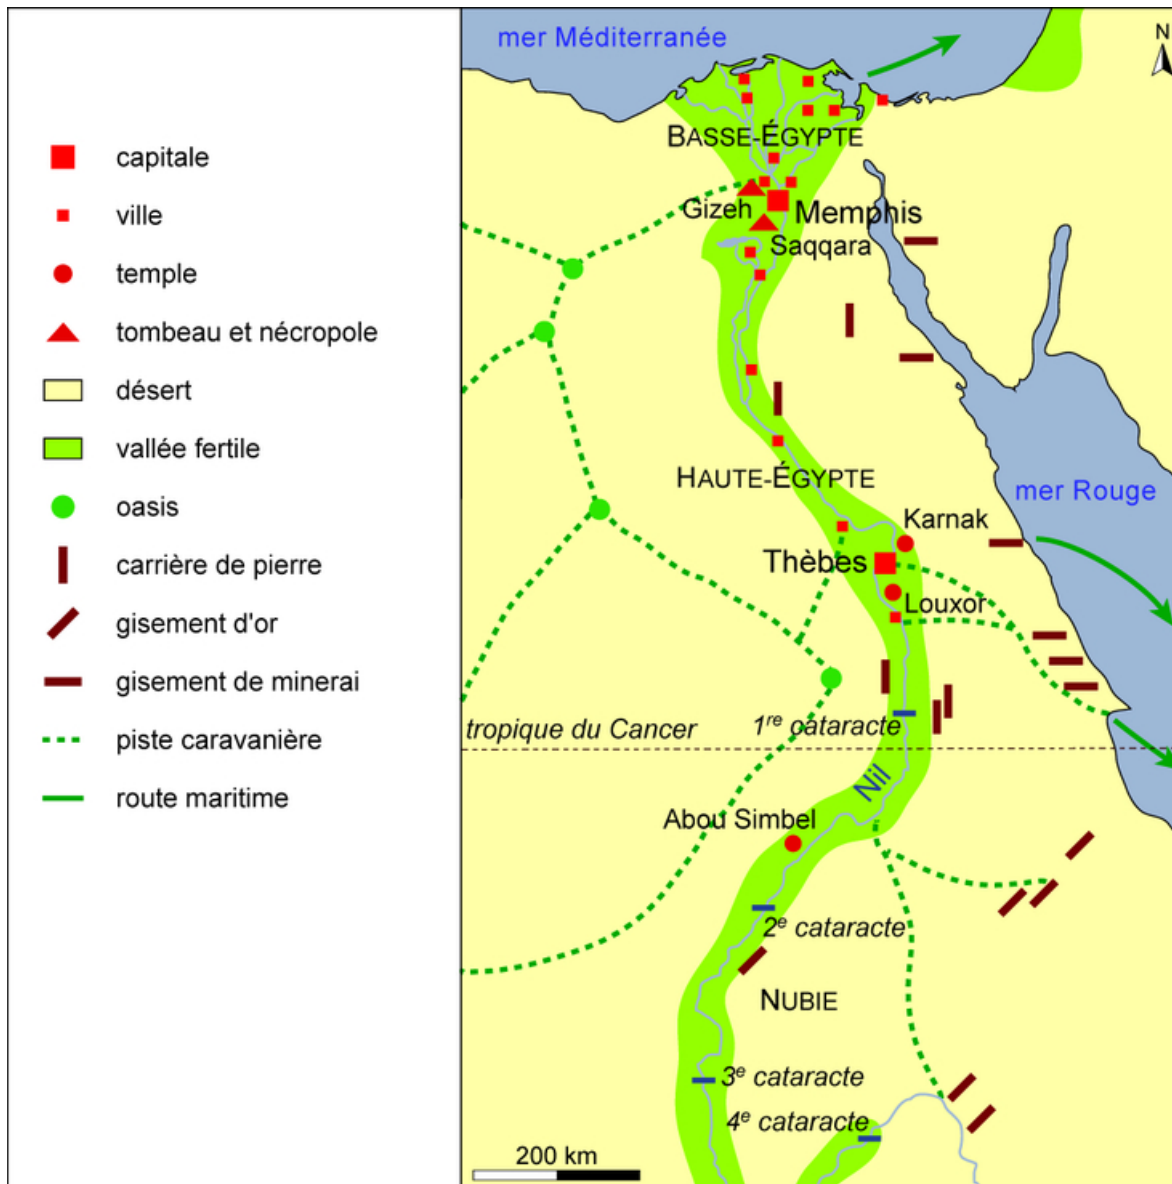 capitale
ville
temple
tombeau et nécropole
désert
vallée fertile
oasis
carrière de pierre
gisement d'or
gisement de minerai
piste caravanière
route maritime
mer Méditerranée
N
BASSE-ÉGYPTE
Gizeh
Memphis
Saqqara
HAUTE-ÉGYPTE
mer Rouge
Karnak
Thèbes
Louxor
tropique du Cancer
1re cataracte
Nil
Abou Simbel
2e cataracte
NUBIE
3e cataracte
4e cataracte
200 km